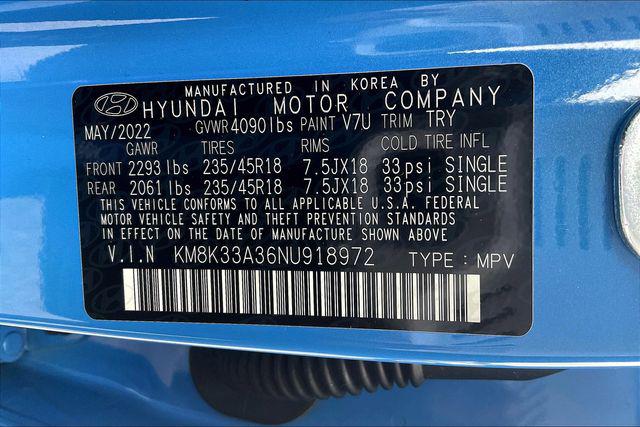 MANUFACTURED IN KOREA BY
HYUNDAI MOTOR COMPANY
MAY/2022 GVWR 4090lbs PAINT V7U TRIM TRY
GAWR TIRES RIMS COLD TIRE INFL
FRONT 2293lbs 235/45R18 7.5JX18 33psi SINGLE
REAR 2061lbs 235/45R18 7.5JX18 33psi SINGLE
THIS VEHICLE CONFORMS TO ALL APPLICABLE U.S.A. FEDERAL
MOTOR VEHICLE SAFETY AND THEFT PREVENTION STANDARDS
IN EFFECT ON THE DATE OF MANUFACTURE SHOWN ABOVE
V.I.N KM8K33A36NU918972 TYPE: MPV